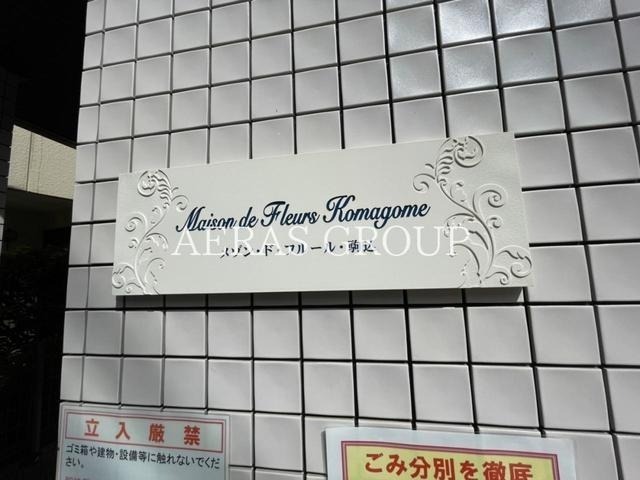 Maison de Fleurs Komagome
AERAS GROUP
メゾン・ド・フルール・駒込
立入厳禁
ゴミ箱や建物・設備等に触れないでくだ
さい。
ごみ分別を徹底